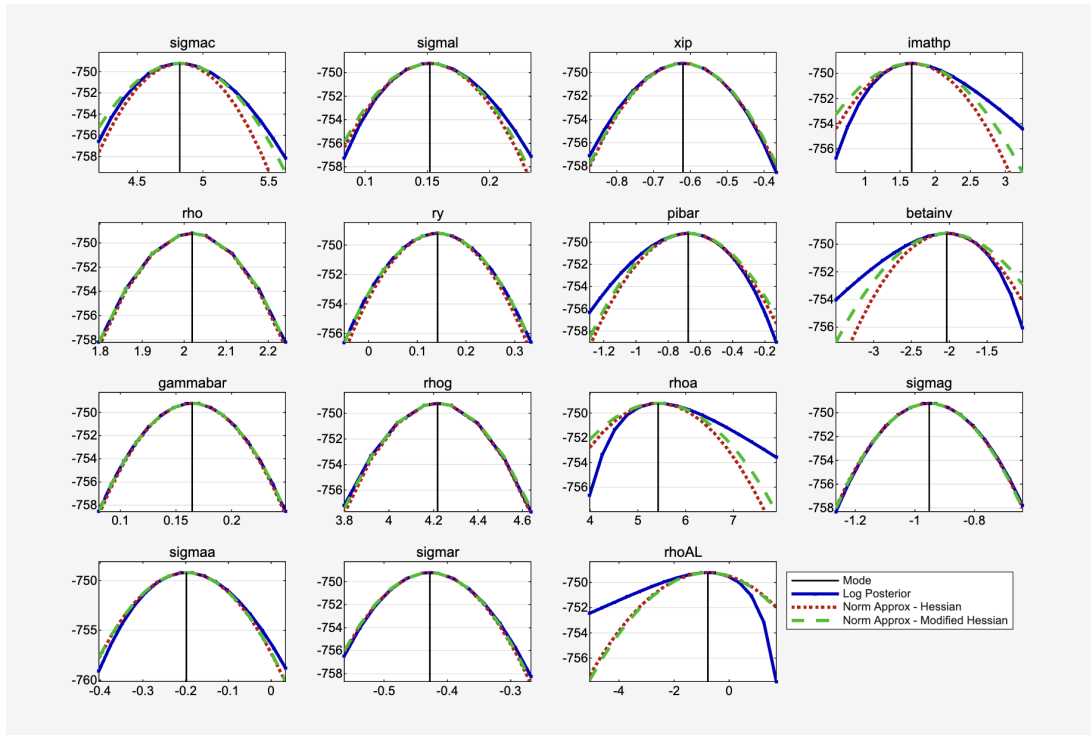 sigmac
-750
-752
-754
-756
-758
4.5 5 5.5
sigmal
-750
-752
-754
-756
-758
0.1 0.15 0.2
xip
-750
-752
-754
-756
-758
-0.8 -0.7 -0.6 -0.5 -0.4
imathp
-750
-752
-754
-756
1 1.5 2 2.5 3
rho
-750
-752
-754
-756
-758
1.8 1.9 2 2.1 2.2
ry
-750
-752
-754
-756
0 0.1 0.2 0.3
pibar
-750
-752
-754
-756
-758
-1.2 -1 -0.8 -0.6 -0.4 -0.2
betainv
-750
-752
-754
-756
-3 -2.5 -2 -1.5
gammabar
-750
-752
-754
-756
-758
0.1 0.15 0.2
rhog
-750
-752
-754
-756
3.8 4 4.2 4.4 4.6
rhoa
-750
-752
-754
-756
4 5 6 7
sigmag
-750
-752
-754
-756
-758
-1.2 -1 -0.8
sigmaa
-750
-755
-760
-0.4 -0.3 -0.2 -0.1 0
sigmar
-750
-752
-754
-756
-758
-0.5 -0.4 -0.3
rhoAL
-750
-752
-754
-756
-4 -2 0
Mode
Log Posterior
Norm Approx - Hessian
Norm Approx - Modified Hessian